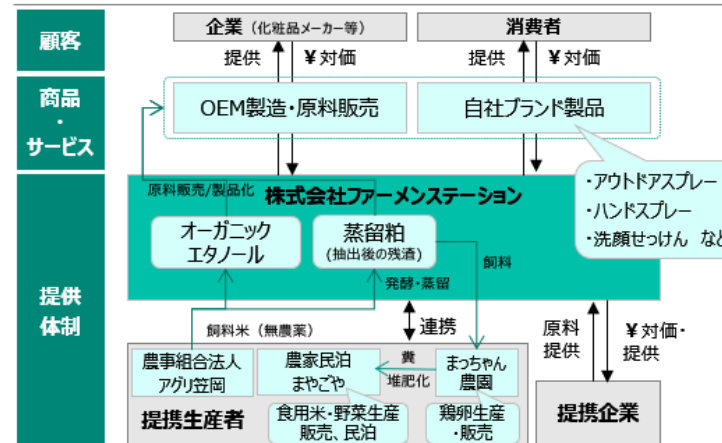 顧客
企業（化粧品メーカー等）
消費者
提供
¥対価
提供
¥対価
商品
・
サービス
OEM製造・原料販売
自社ブランド製品
・アウトドアスプレー
・ハンドスプレー
・洗顔せっけん など
提供
体制
原料販売/製品化
株式会社ファーメンステーション
オーガニック
エタノール
蒸留粕
(抽出後の残渣)
飼料
発酵・蒸留
飼料米（無農薬）
連携
原料
提供
¥対価・
提供
農事組合法人
アグリ笠岡
農家民泊
まやごや
糞
堆肥化
まっちゃん
農園
提携生産者
食用米・野菜生産
販売、民泊
鶏卵生産
・販売
提携企業